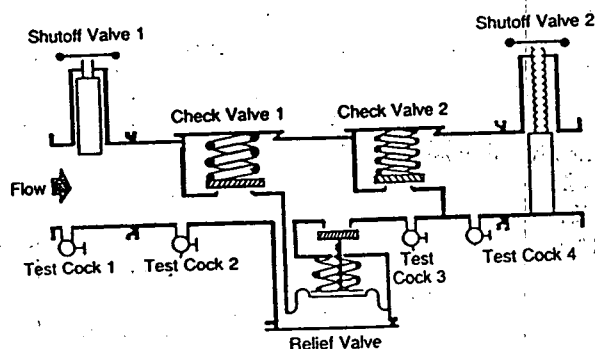 Shutoff Valve 1
Shutoff Valve 2
Check Valve 1
Check Valve 2
Flow
Test Cock 1
Test Cock 2
Test
Cock 3
Test Cock 4
Relief Valve